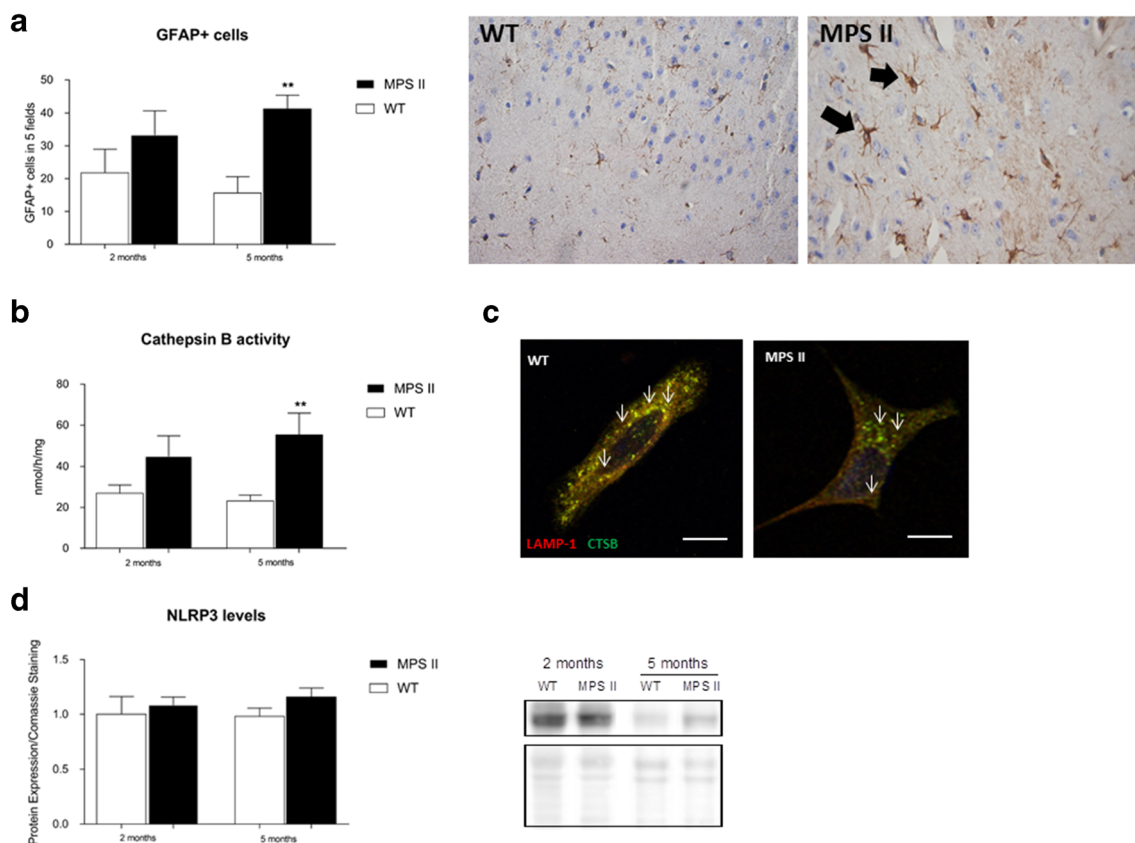 a
GFAP+ cells
GFAP+ cells in 5 fields
50
40
30
20
10
0
**
2 months
5 months
MPS II
WT
WT
MPS II
b
Cathepsin B activity
nmol/h/mg
80
60
40
20
0
**
2 months
5 months
MPS II
WT
c
WT
LAMP-1 CTSB
MPS II
d
NLRP3 levels
Protein Expression/Comassie Staining
1.5
1.0
0.5
0.0
2 months
5 months
MPS II
WT
2 months 5 months
WT MPS II WT MPS II